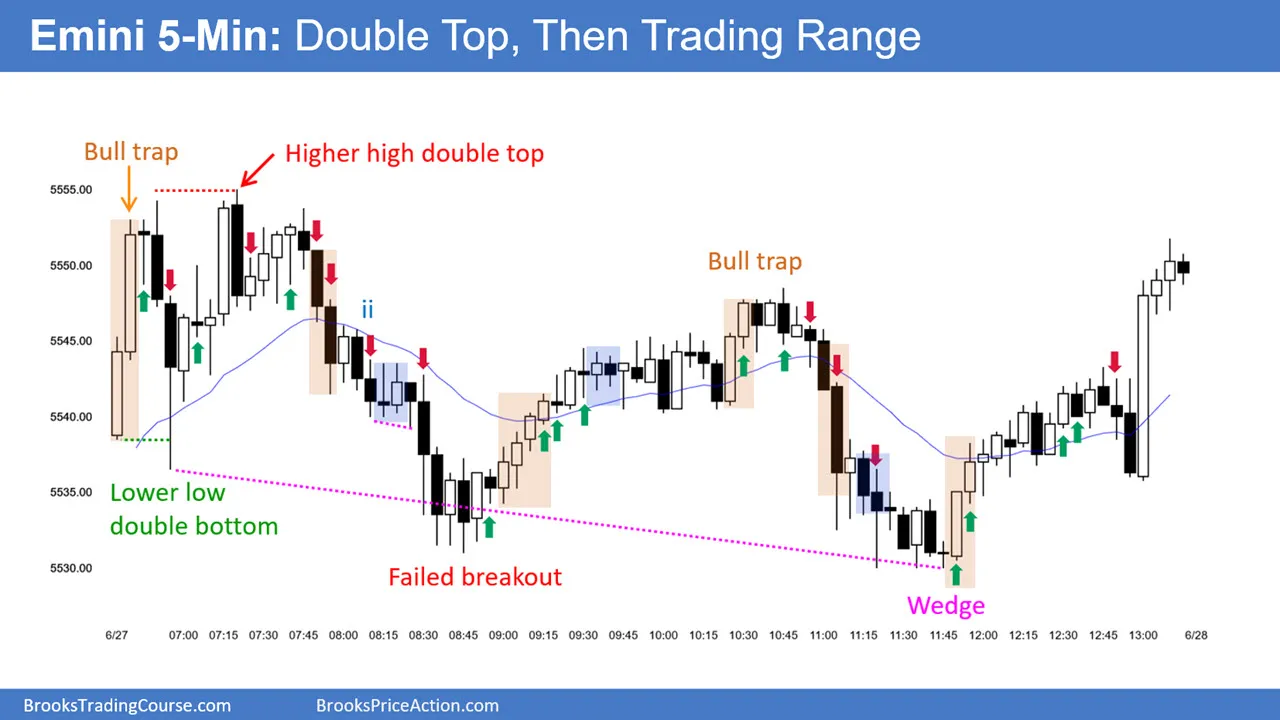 Emini 5-Min: Double Top, Then Trading Range
Bull trap
Higher high double top
5555.00
5550.00
Bull trap
ii
5545.00
5540.00
5535.00
Lower low
double bottom
5530.00
Failed breakout
Wedge
6/27 07:00 07:15 07:30 07:45 08:00 08:15 08:30 08:45 09:00 09:15 09:30 09:45 10:00 10:15 10:30 10:45 11:00 11:15 11:30 11:45 12:00 12:15 12:30 12:45 13:00 6/28
BrooksTradingCourse.com BrooksPriceAction.com